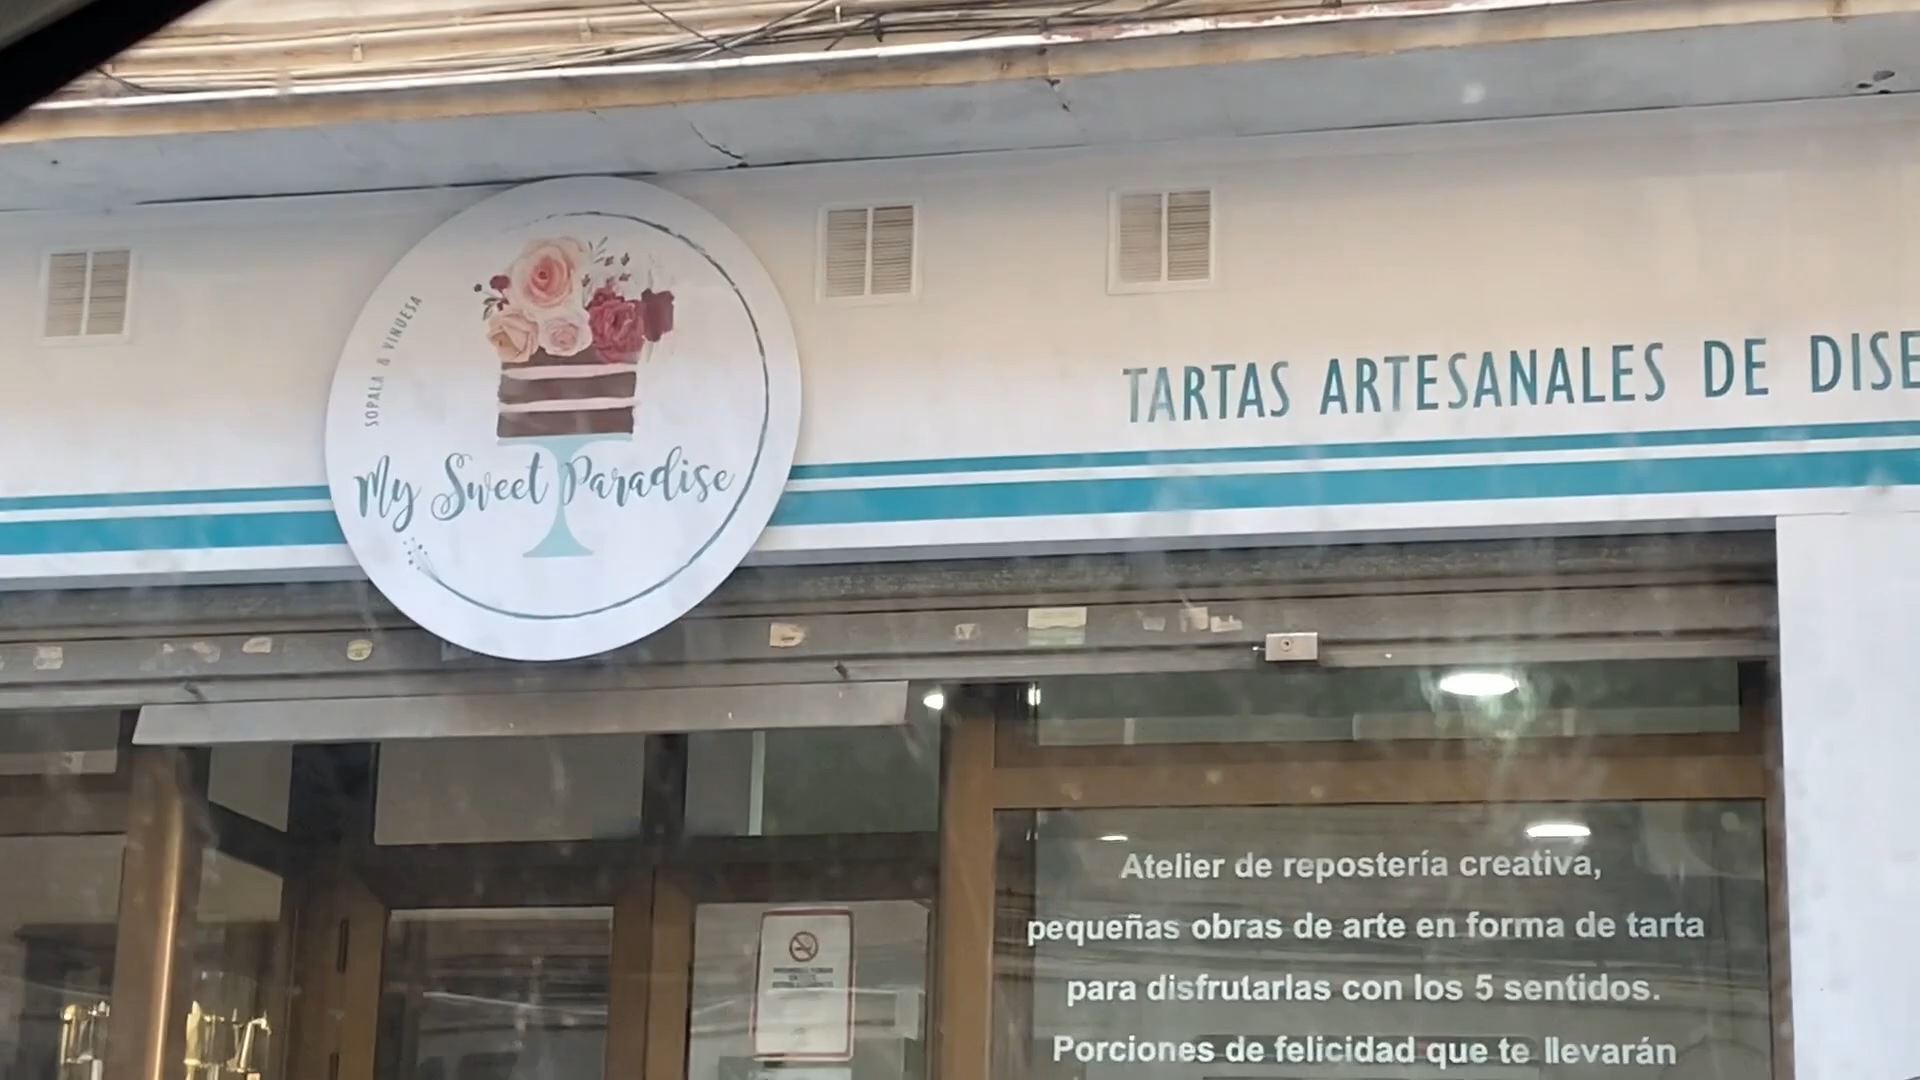 SOPALA & VINUESA
My Sweet Paradise
TARTAS ARTESANALES DE DISE
Atelier de repostería creativa,
pequeñas obras de arte en forma de tarta
para disfrutarlas con los 5 sentidos.
Porciones de felicidad que te llevarán